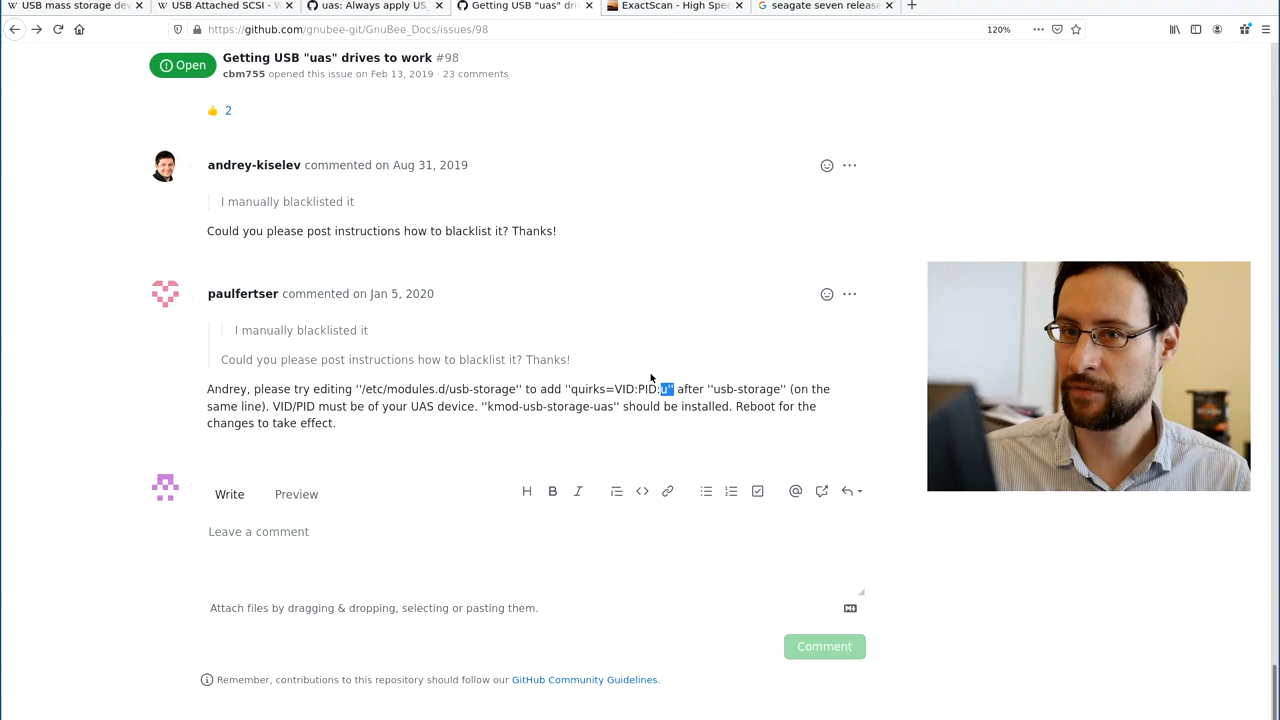 USB mass storage dev
USB Attached SCSI - W
uas: Always apply US_
Getting USB "uas" driv
ExactScan - High Spee
seagate seven release
https://github.com/gnubee-git/GnuBee_Docs/issues/98
120%
Open
Getting USB "uas" drives to work #98
cbm755 opened this issue on Feb 13, 2019 · 23 comments
2
andrey-kiselev commented on Aug 31, 2019
I manually blacklisted it
Could you please post instructions how to blacklist it? Thanks!
paulfertser commented on Jan 5, 2020
I manually blacklisted it
Could you please post instructions how to blacklist it? Thanks!
Andrey, please try editing ''/etc/modules.d/usb-storage'' to add ''quirks=VID:PID:u'' after ''usb-storage'' (on the
same line). VID/PID must be of your UAS device. ''kmod-usb-storage-uas'' should be installed. Reboot for the
changes to take effect.
Write
Preview
Leave a comment
Attach files by dragging & dropping, selecting or pasting them.
Comment
Remember, contributions to this repository should follow our GitHub Community Guidelines.